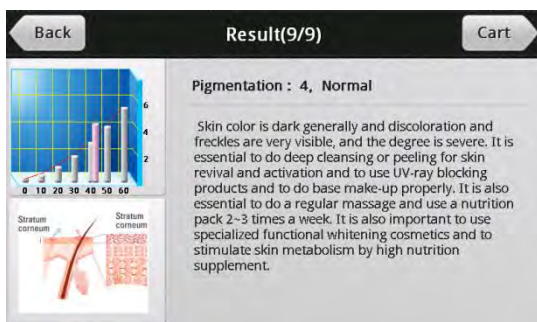 Back
Result(9/9)
Cart
6
4
2
0 10 20 30 40 50 60
Pigmentation : 4, Normal
Skin color is dark generally and discoloration and
freckles are very visible, and the degree is severe. It is
essential to do deep cleansing or peeling for skin
revival and activation and to use UV-ray blocking
products and to do base make-up properly. It is also
essential to do a regular massage and use a nutrition
pack 2~3 times a week. It is also important to use
specialized functional whitening cosmetics and to
stimulate skin metabolism by high nutrition
supplement.
Stratum
corneum
Stratum
corneum